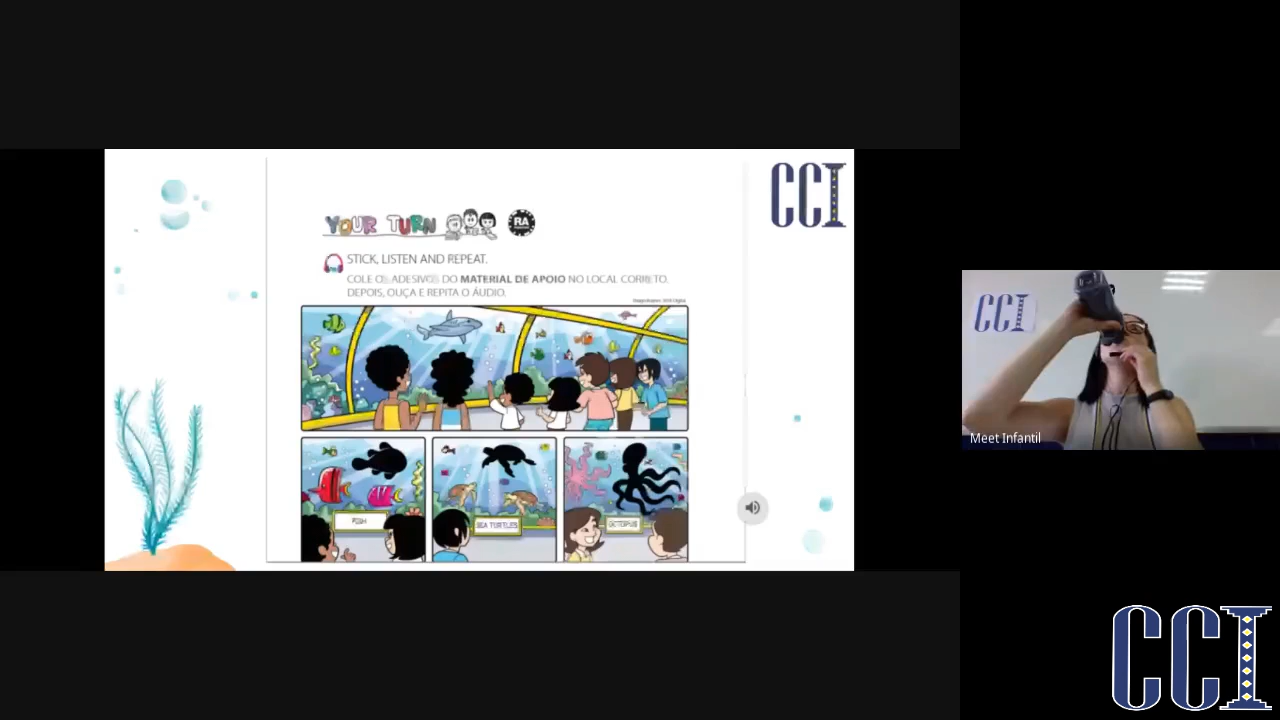 YOUR TURN
RA
STICK, LISTEN AND REPEAT.
COLE OS ADESIVOS DO MATERIAL DE APOIO NO LOCAL CORRETO.
DEPOIS, OUÇA E REPITA O ÁUDIO.
FISH
SEA TURTLES
OCTOPUS
CCI
CCI
Meet Infantil
CCI